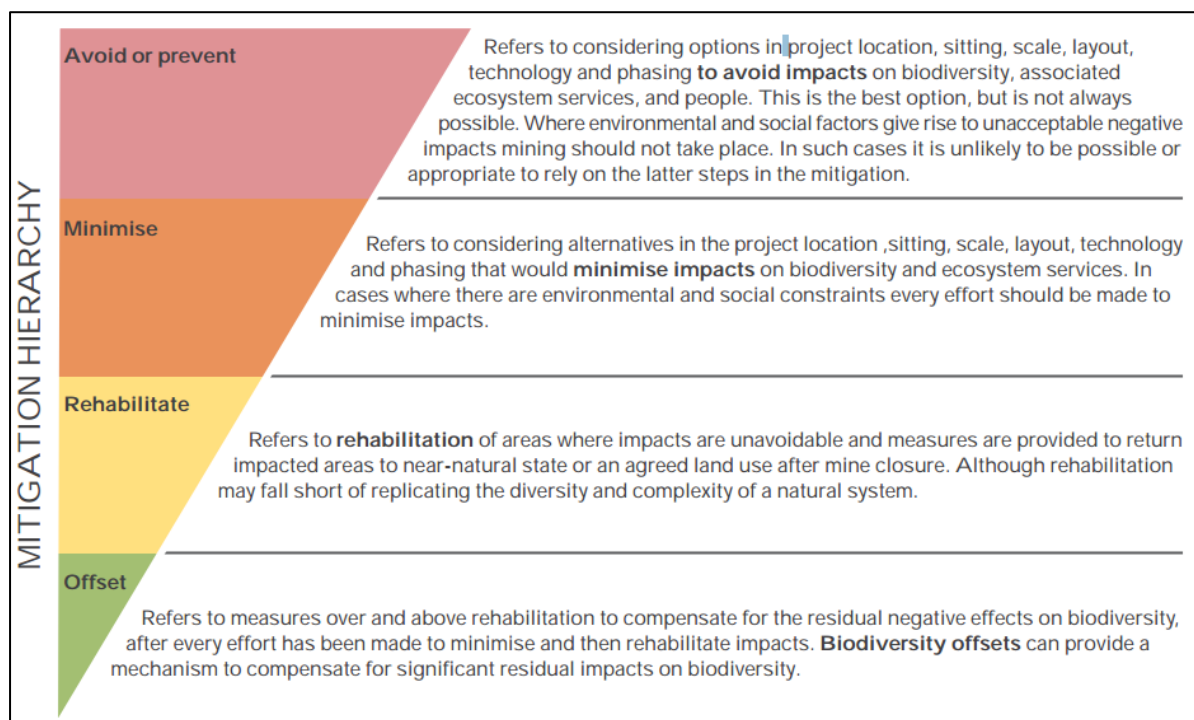 MITIGATION HIERARCHY
Avoid or prevent
Refers to considering options in project location, sitting, scale, layout,
technology and phasing to avoid impacts on biodiversity, associated
ecosystem services, and people. This is the best option, but is not always
possible. Where environmental and social factors give rise to unacceptable negative
impacts mining should not take place. In such cases it is unlikely to be possible or
appropriate to rely on the latter steps in the mitigation.
Minimise
Refers to considering alternatives in the project location ,sitting, scale, layout, technology
and phasing that would minimise impacts on biodiversity and ecosystem services. In
cases where there are environmental and social constraints every effort should be made to
minimise impacts.
Rehabilitate
Refers to rehabilitation of areas where impacts are unavoidable and measures are provided to return
impacted areas to near-natural state or an agreed land use after mine closure. Although rehabilitation
may fall short of replicating the diversity and complexity of a natural system.
Offset
Refers to measures over and above rehabilitation to compensate for the residual negative effects on biodiversity,
after every effort has been made to minimise and then rehabilitate impacts. Biodiversity offsets can provide a
mechanism to compensate for significant residual impacts on biodiversity.